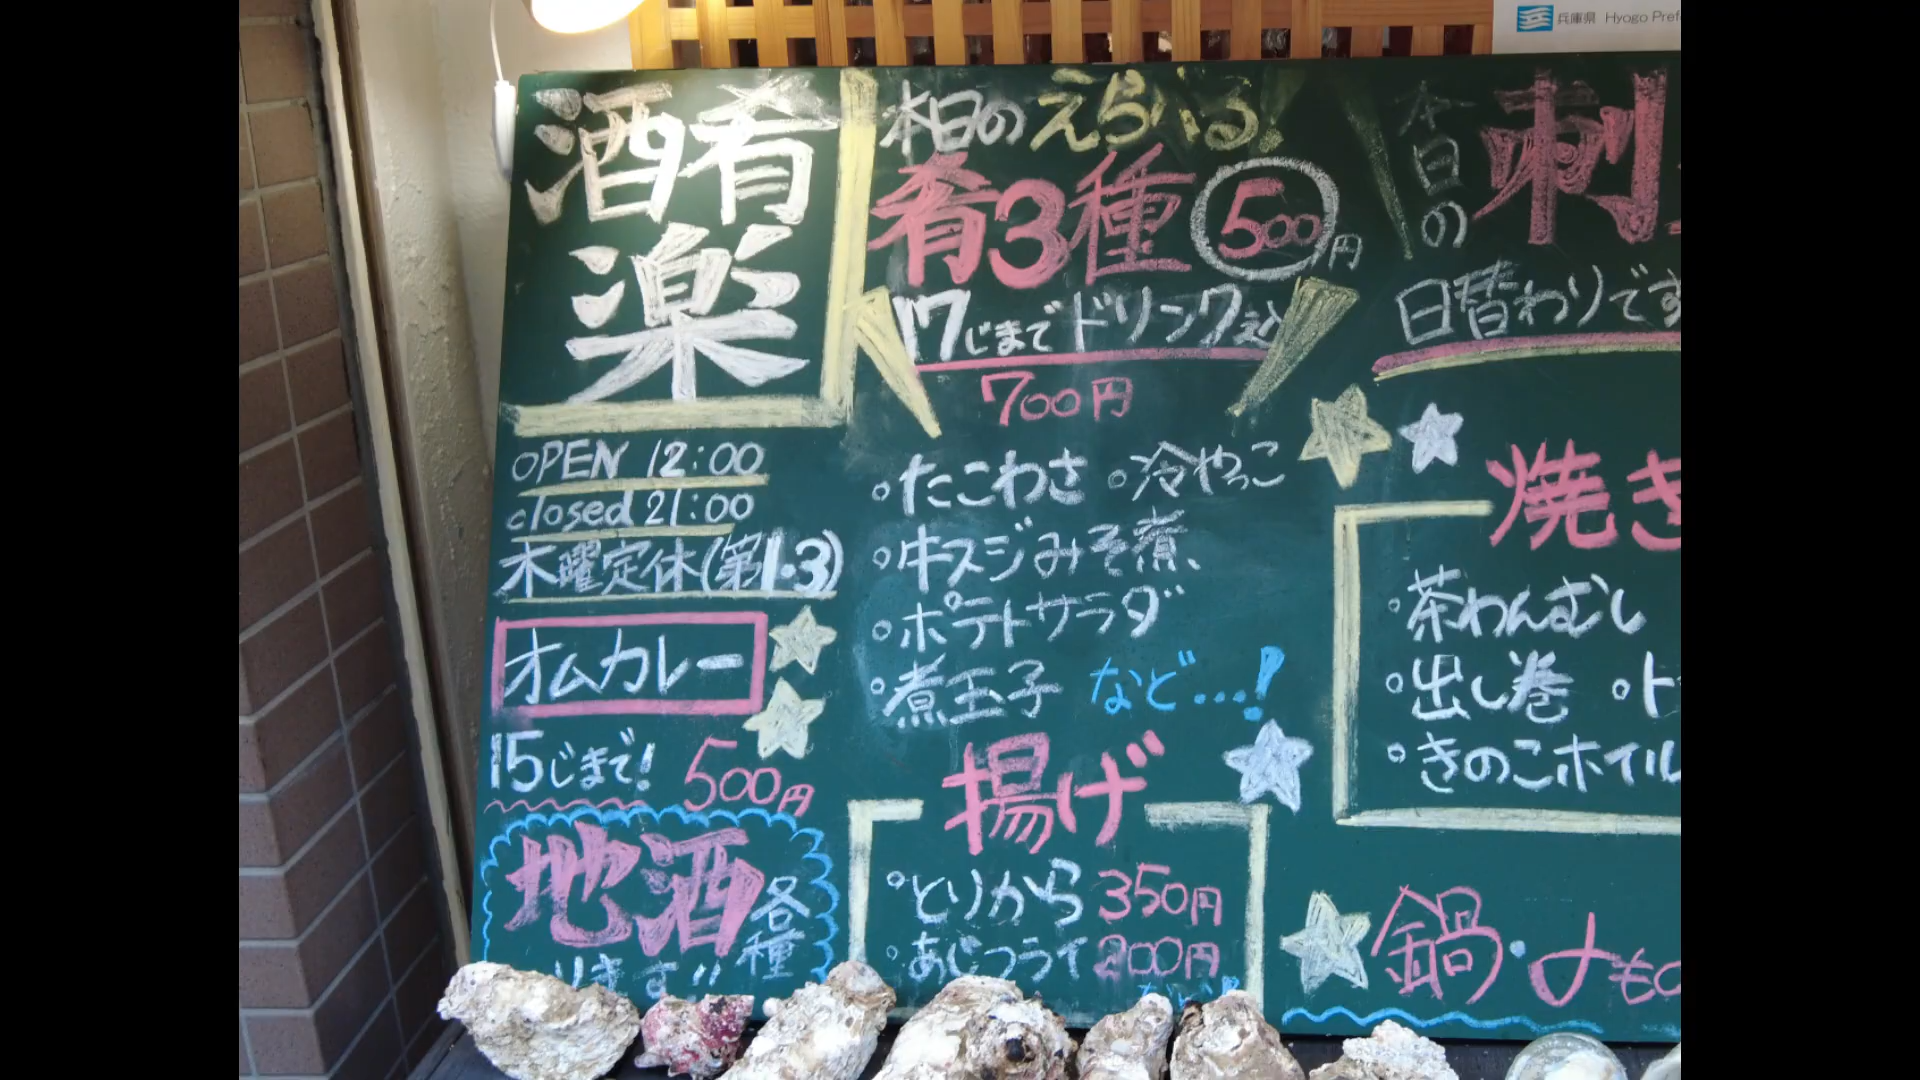 兵庫県 Hyogo Pref
酒肴
楽
OPEN 12:00
closed 21:00
木曜定休(第1・3)
オムカレー
15じまで! 500円
地酒各種
ります!!
本日のえらべる!
肴3種 500円
17じまでドリンク込
700円
・たこわさ ・冷やっこ
・牛スジみそ煮、
・ポテトサラダ
・煮玉子 など...!
揚げ
・とりから 350円
・あじフライ 200円
本日の刺
日替わりです
焼き
・茶わんむし
・出し巻 ・ト
・きのこホイル
鍋・